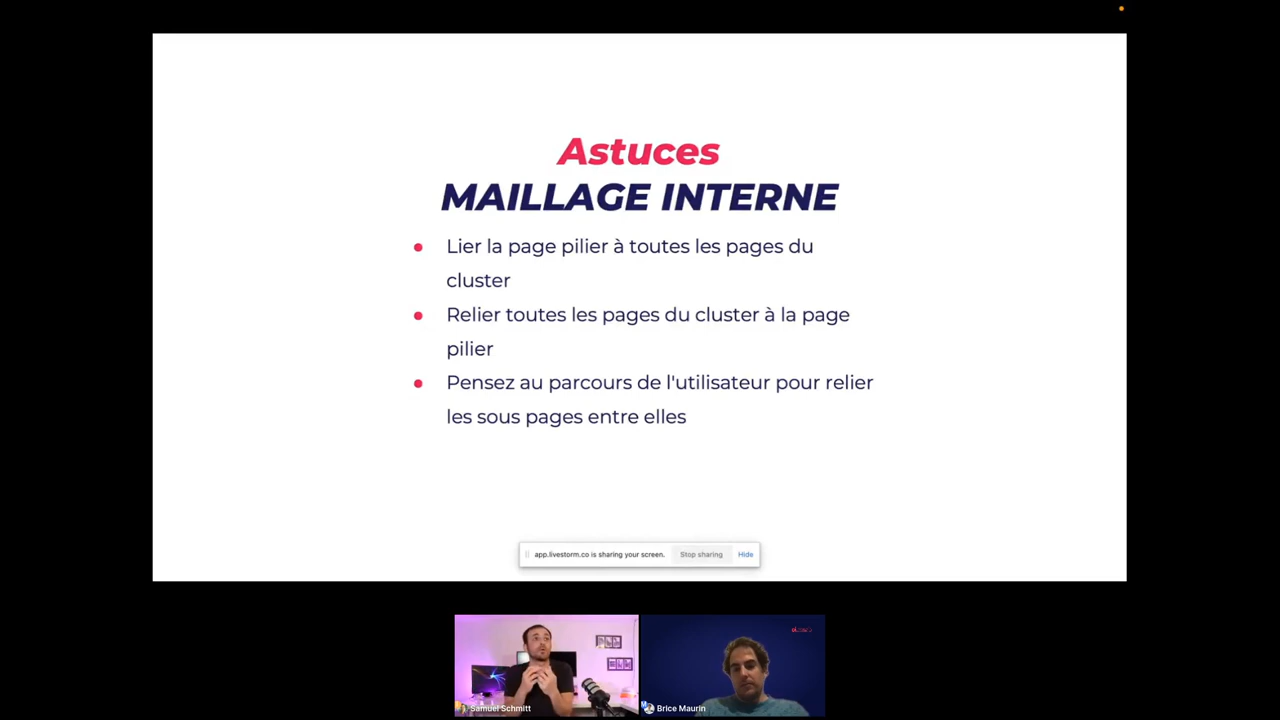 Astuces
MAILLAGE INTERNE
Lier la page pilier à toutes les pages du
cluster
Relier toutes les pages du cluster à la page
pilier
Pensez au parcours de l'utilisateur pour relier
les sous pages entre elles
app.livestorm.co is sharing your screen. Stop sharing Hide
Samuel Schmitt Brice Maurin